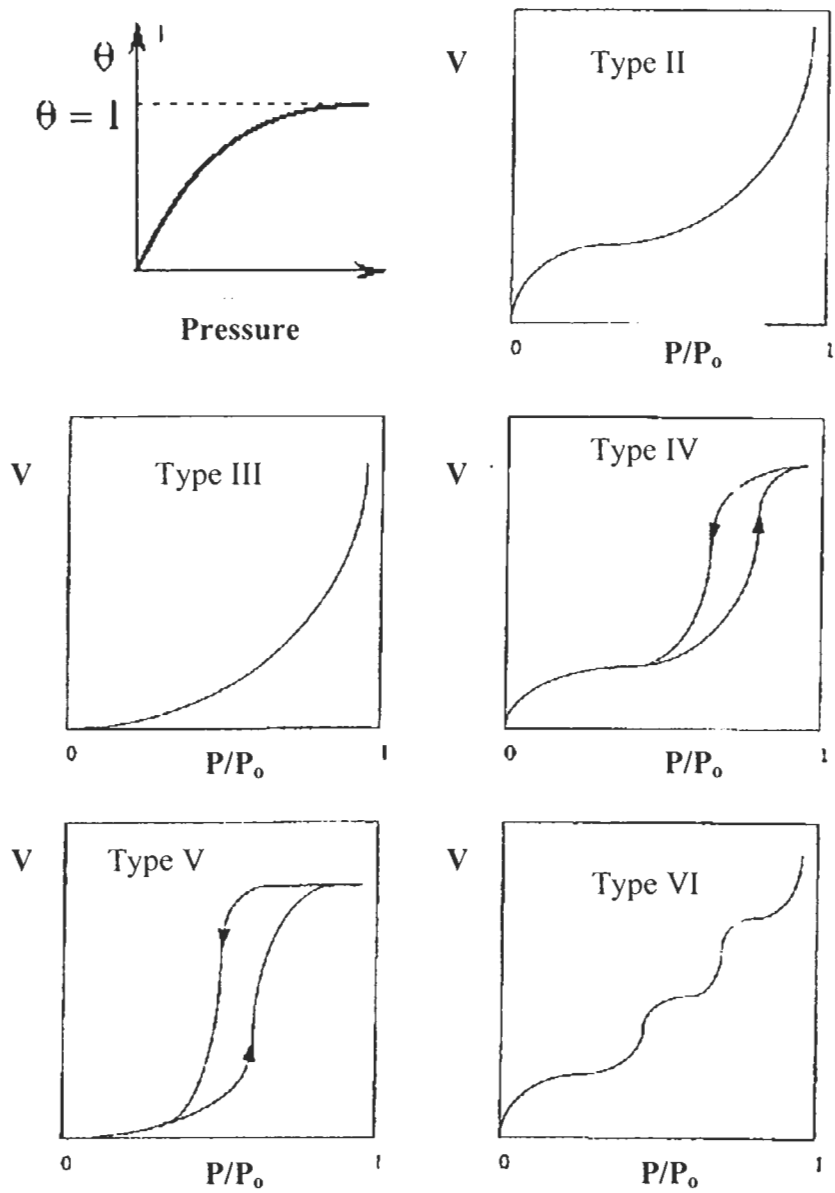 θ
θ = 1
Pressure
V
Type II
0
1
P/Pₒ
V
Type III
0
1
P/Pₒ
V
Type IV
0
1
P/Pₒ
V
Type V
0
1
P/Pₒ
V
Type VI
0
1
P/Pₒ